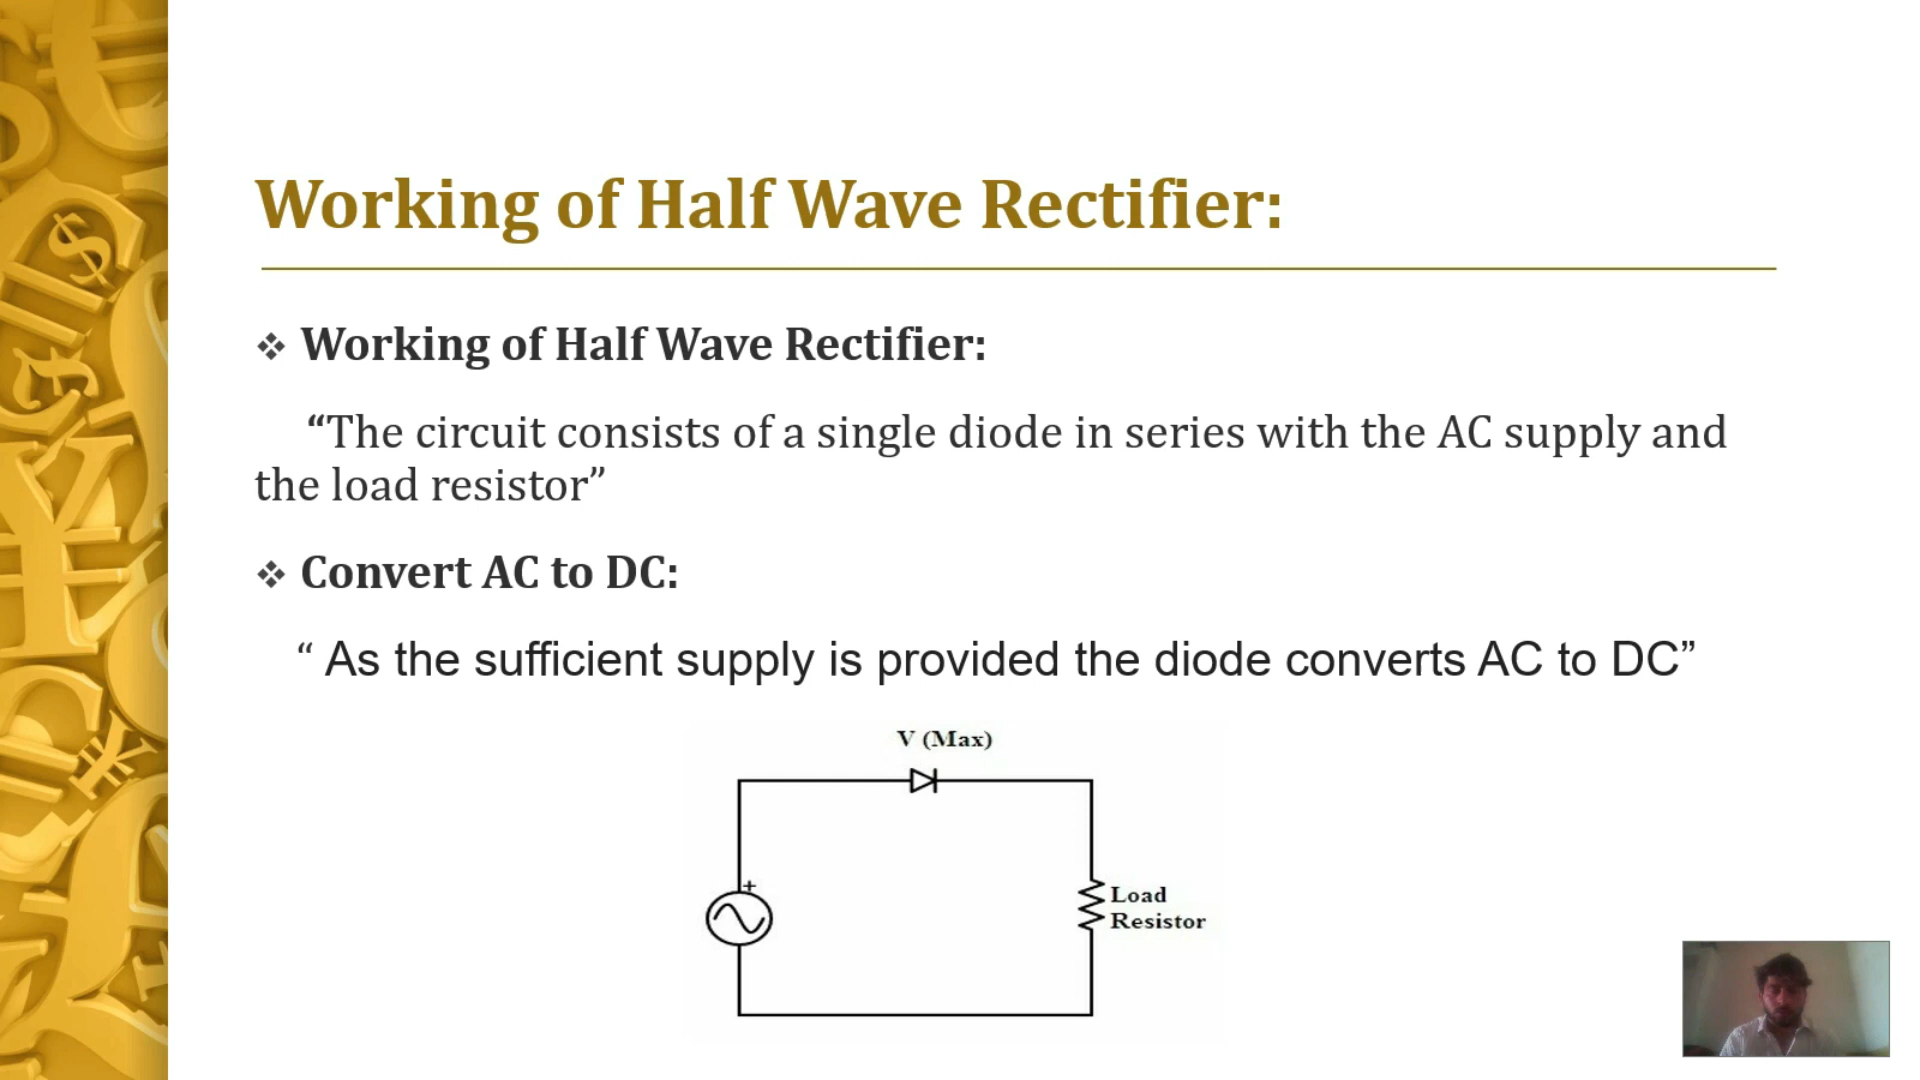 Working of Half Wave Rectifier:
❖ Working of Half Wave Rectifier:
“The circuit consists of a single diode in series with the AC supply and
the load resistor”
❖ Convert AC to DC:
“ As the sufficient supply is provided the diode converts AC to DC”
V (Max)
+
Load
Resistor